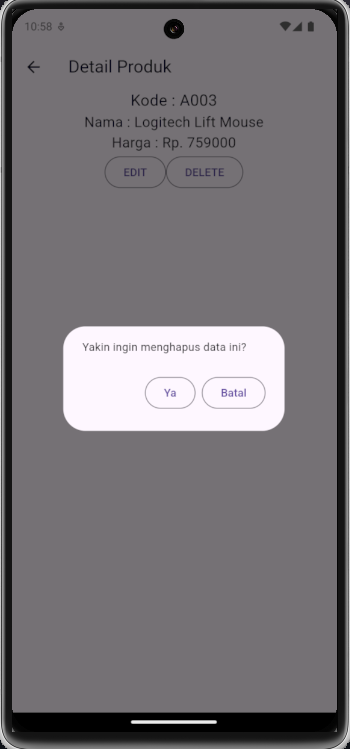 10:58
Detail Produk
Kode : A003
Nama : Logitech Lift Mouse
Harga : Rp. 759000
EDIT DELETE
Yakin ingin menghapus data ini?
Ya Batal